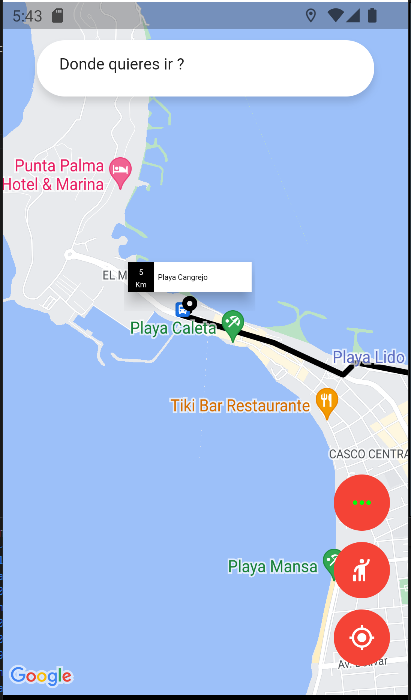 5:43
Donde quieres ir ?
Punta Palma
Hotel & Marina
EL M
5
Km
Playa Cangrejo
Playa Caleta
Playa Lido
Tiki Bar Restaurante
CASCO CENTRA
Playa Mansa
Av. Bolívar
Google